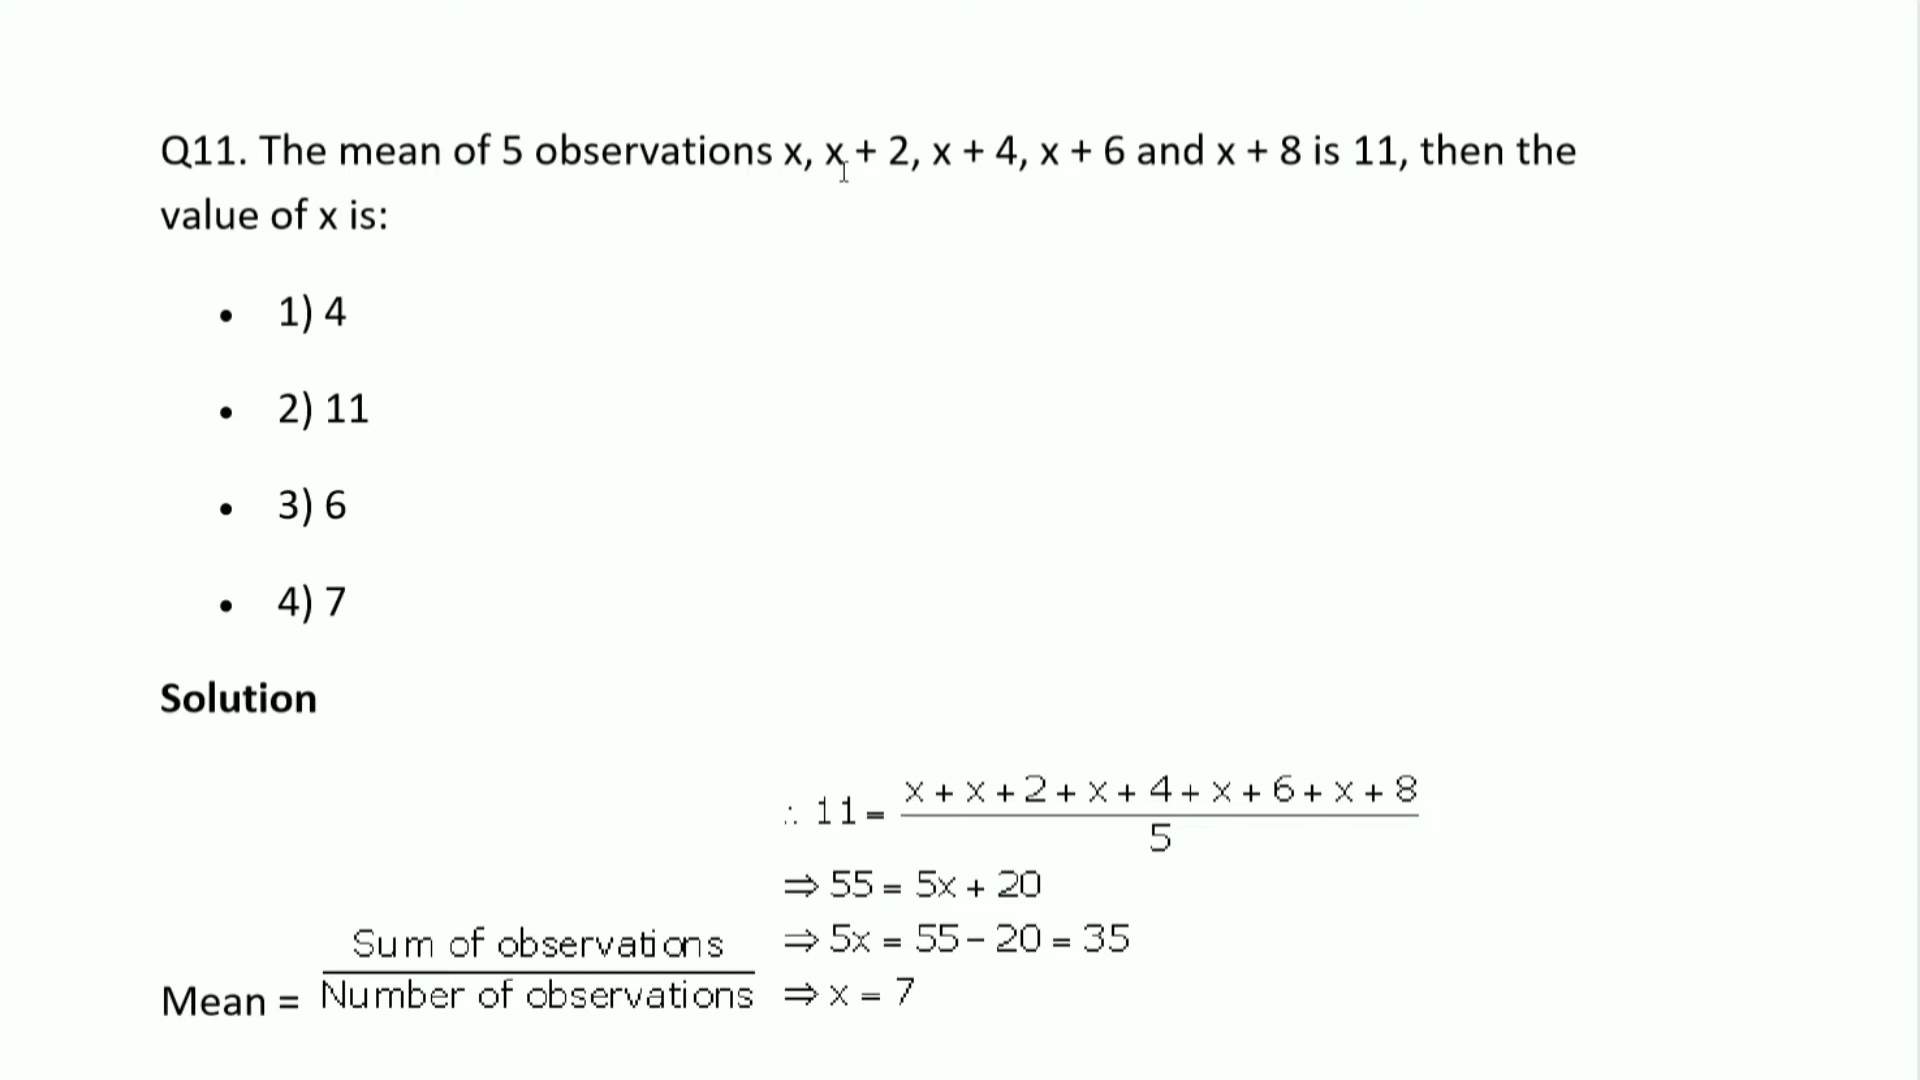 Q11. The mean of 5 observations x, x + 2, x + 4, x + 6 and x + 8 is 11, then the
value of x is:
• 1) 4
• 2) 11
• 3) 6
• 4) 7
Solution
Mean = Sum of observations / Number of observations
∴ 11 = x + x + 2 + x + 4 + x + 6 + x + 8 / 5
⇒ 55 = 5x + 20
⇒ 5x = 55 – 20 = 35
⇒ x = 7